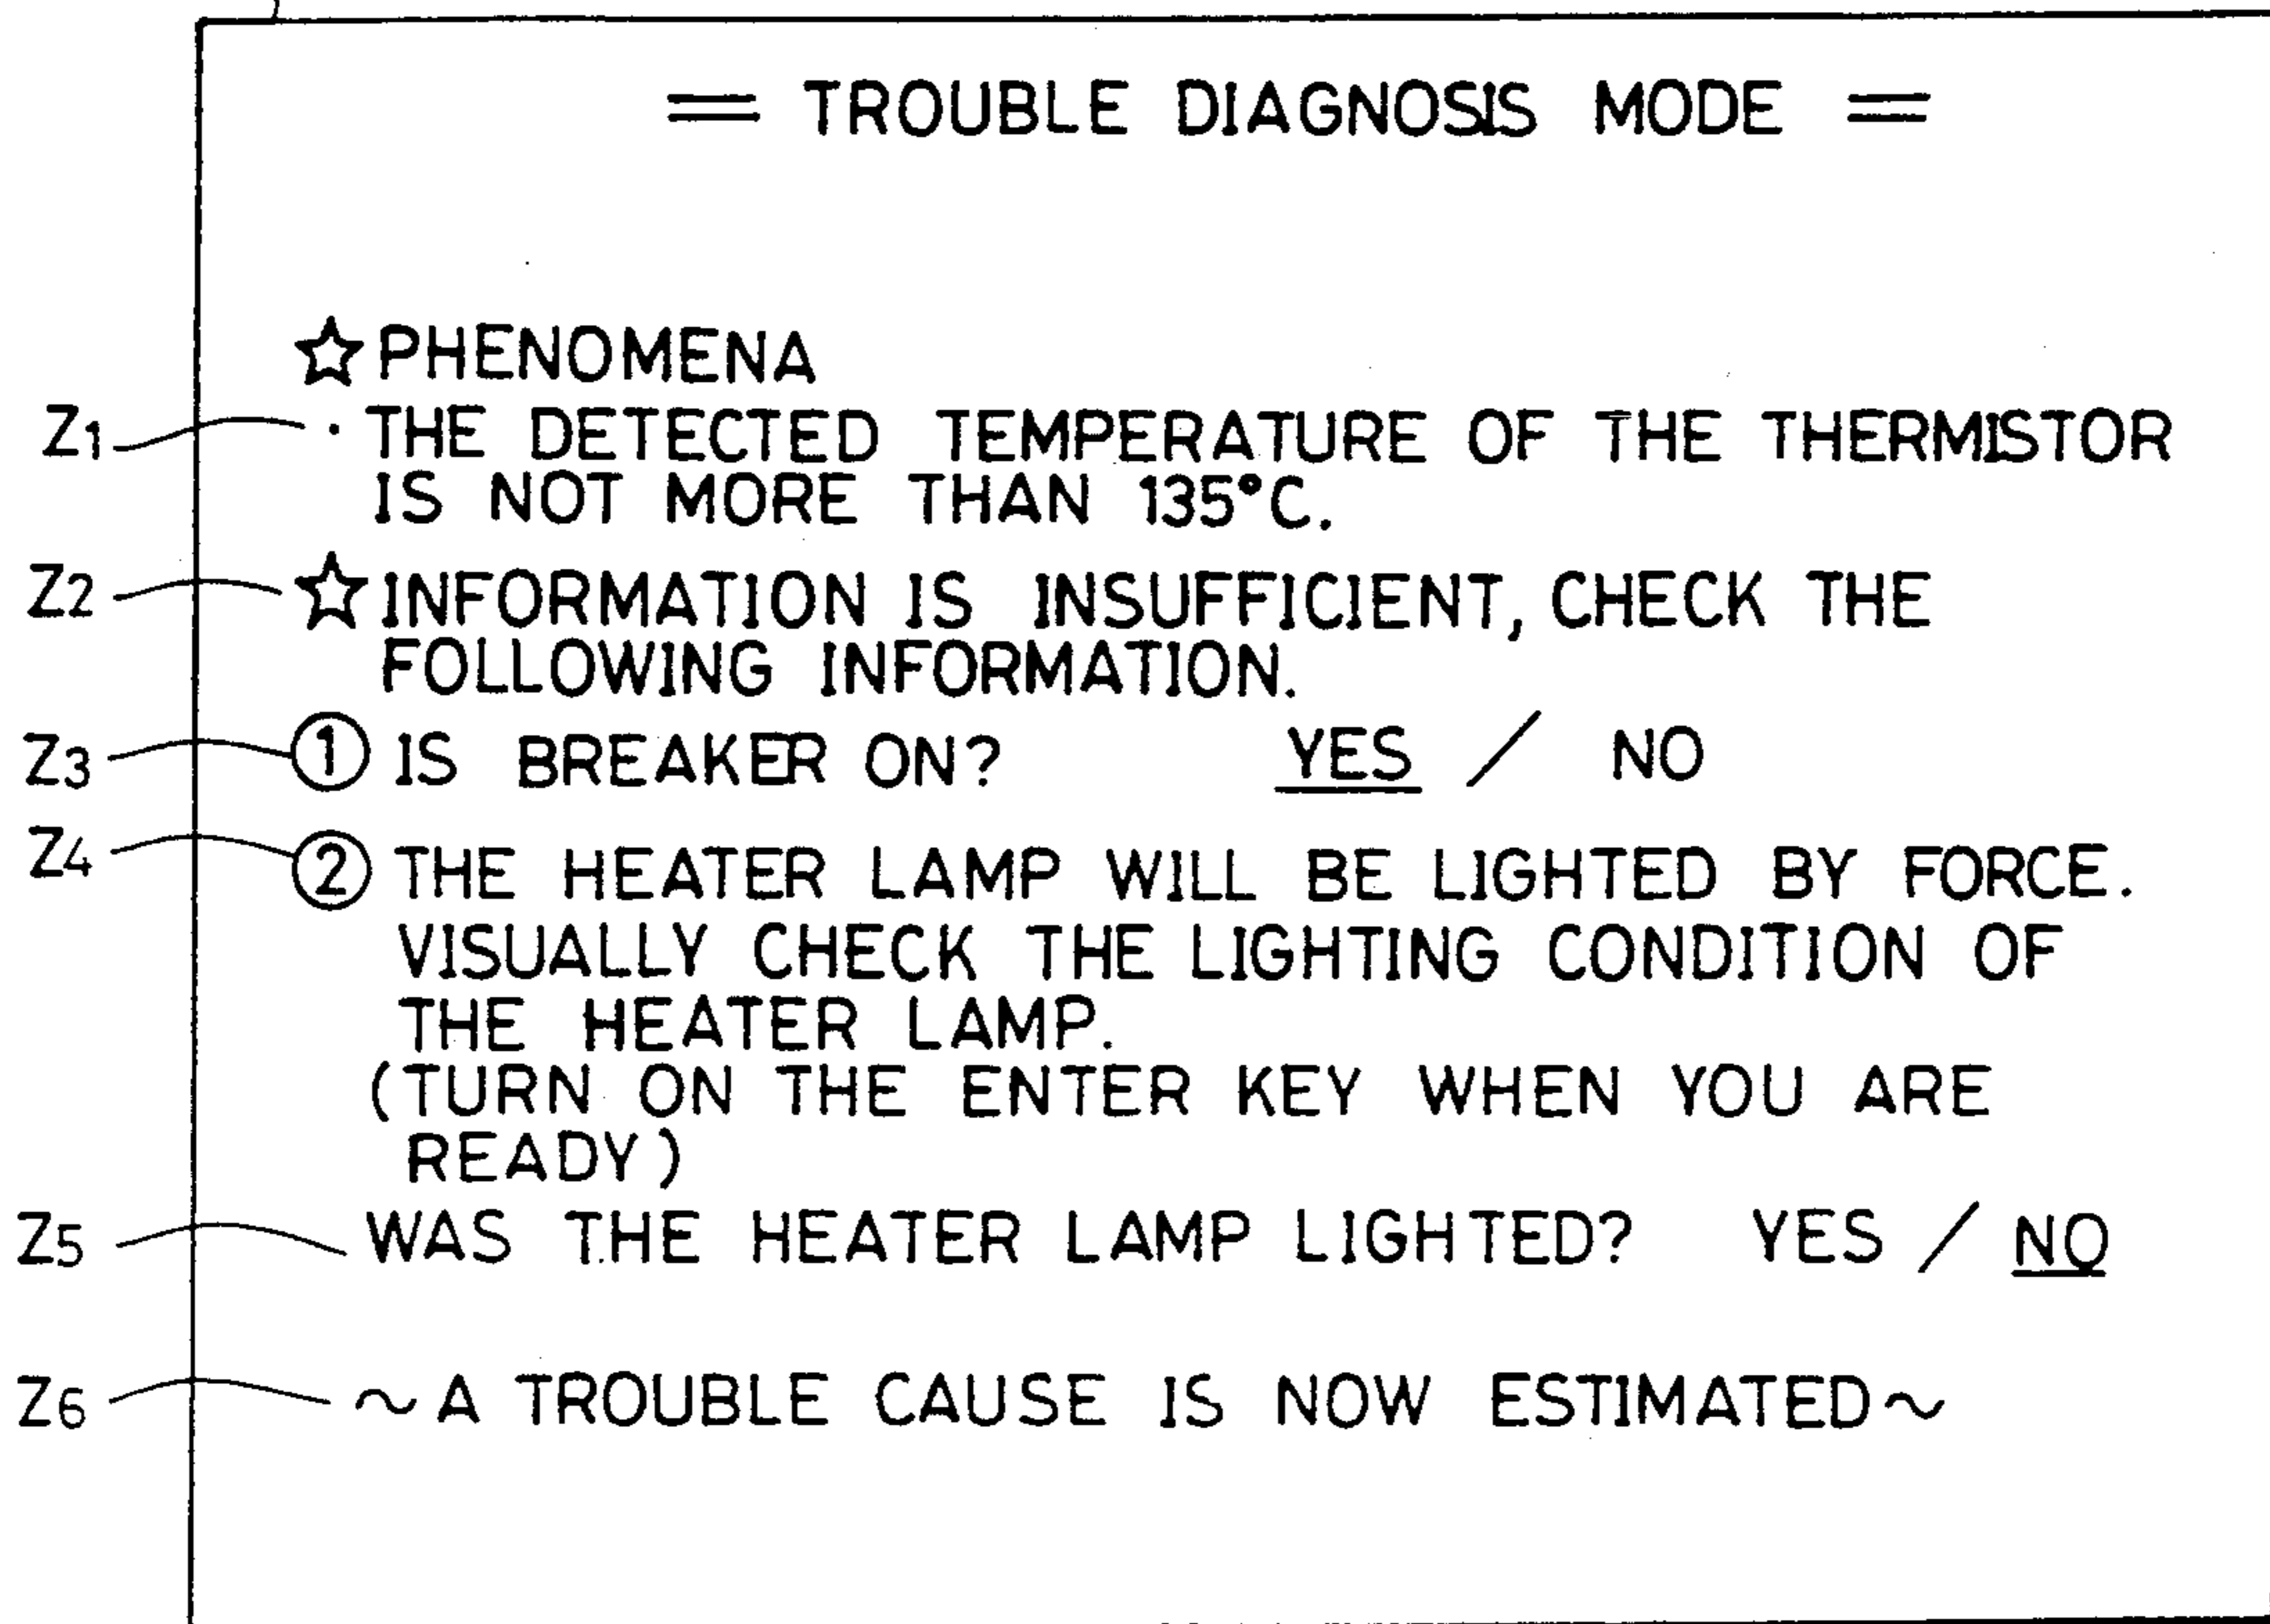 = TROUBLE DIAGNOSIS MODE =
☆ PHENOMENA
Z1 · THE DETECTED TEMPERATURE OF THE THERMISTOR
IS NOT MORE THAN 135°C.
Z2 ☆ INFORMATION IS INSUFFICIENT, CHECK THE
FOLLOWING INFORMATION.
Z3 ① IS BREAKER ON? YES / NO
Z4 ② THE HEATER LAMP WILL BE LIGHTED BY FORCE.
VISUALLY CHECK THE LIGHTING CONDITION OF
THE HEATER LAMP.
(TURN ON THE ENTER KEY WHEN YOU ARE
READY)
Z5 WAS THE HEATER LAMP LIGHTED? YES / NO
Z6 ~ A TROUBLE CAUSE IS NOW ESTIMATED ~